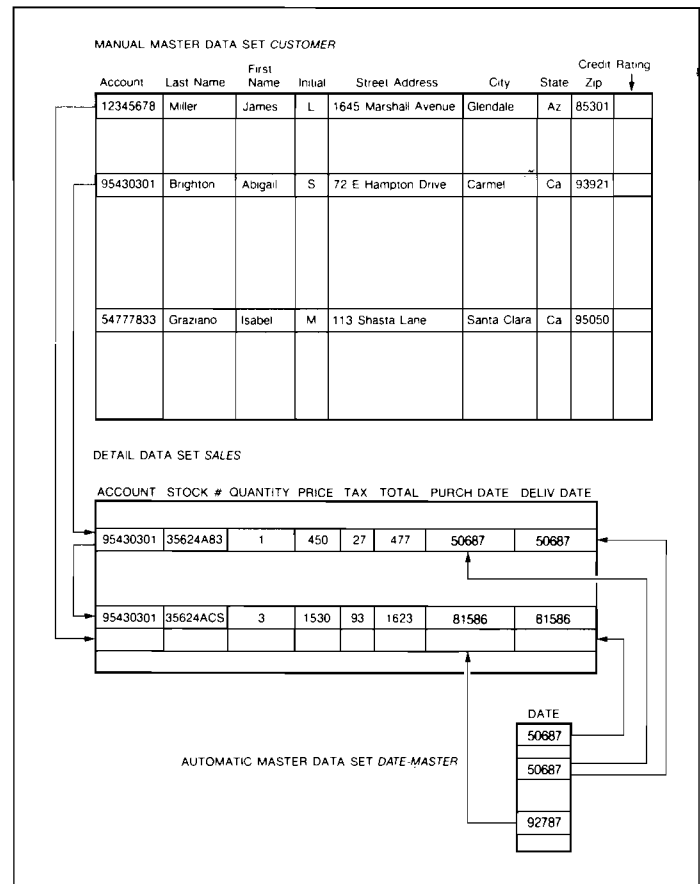 MANUAL MASTER DATA SET CUSTOMER
Credit Rating
First
Account Last Name Name Initial Street Address City State Zip
12345678 Miller James L 1645 Marshall Avenue Glendale Az 85301
95430301 Brighton Abigail S 72 E Hampton Drive Carmel Ca 93921
54777833 Graziano Isabel M 113 Shasta Lane Santa Clara Ca 95050
DETAIL DATA SET SALES
ACCOUNT STOCK # QUANTITY PRICE TAX TOTAL PURCH DATE DELIV DATE
95430301 35624A83 1 450 27 477 50687 50687
95430301 35624ACS 3 1530 93 1623 81586 81586
DATE
50687
AUTOMATIC MASTER DATA SET DATE-MASTER
50687
92787